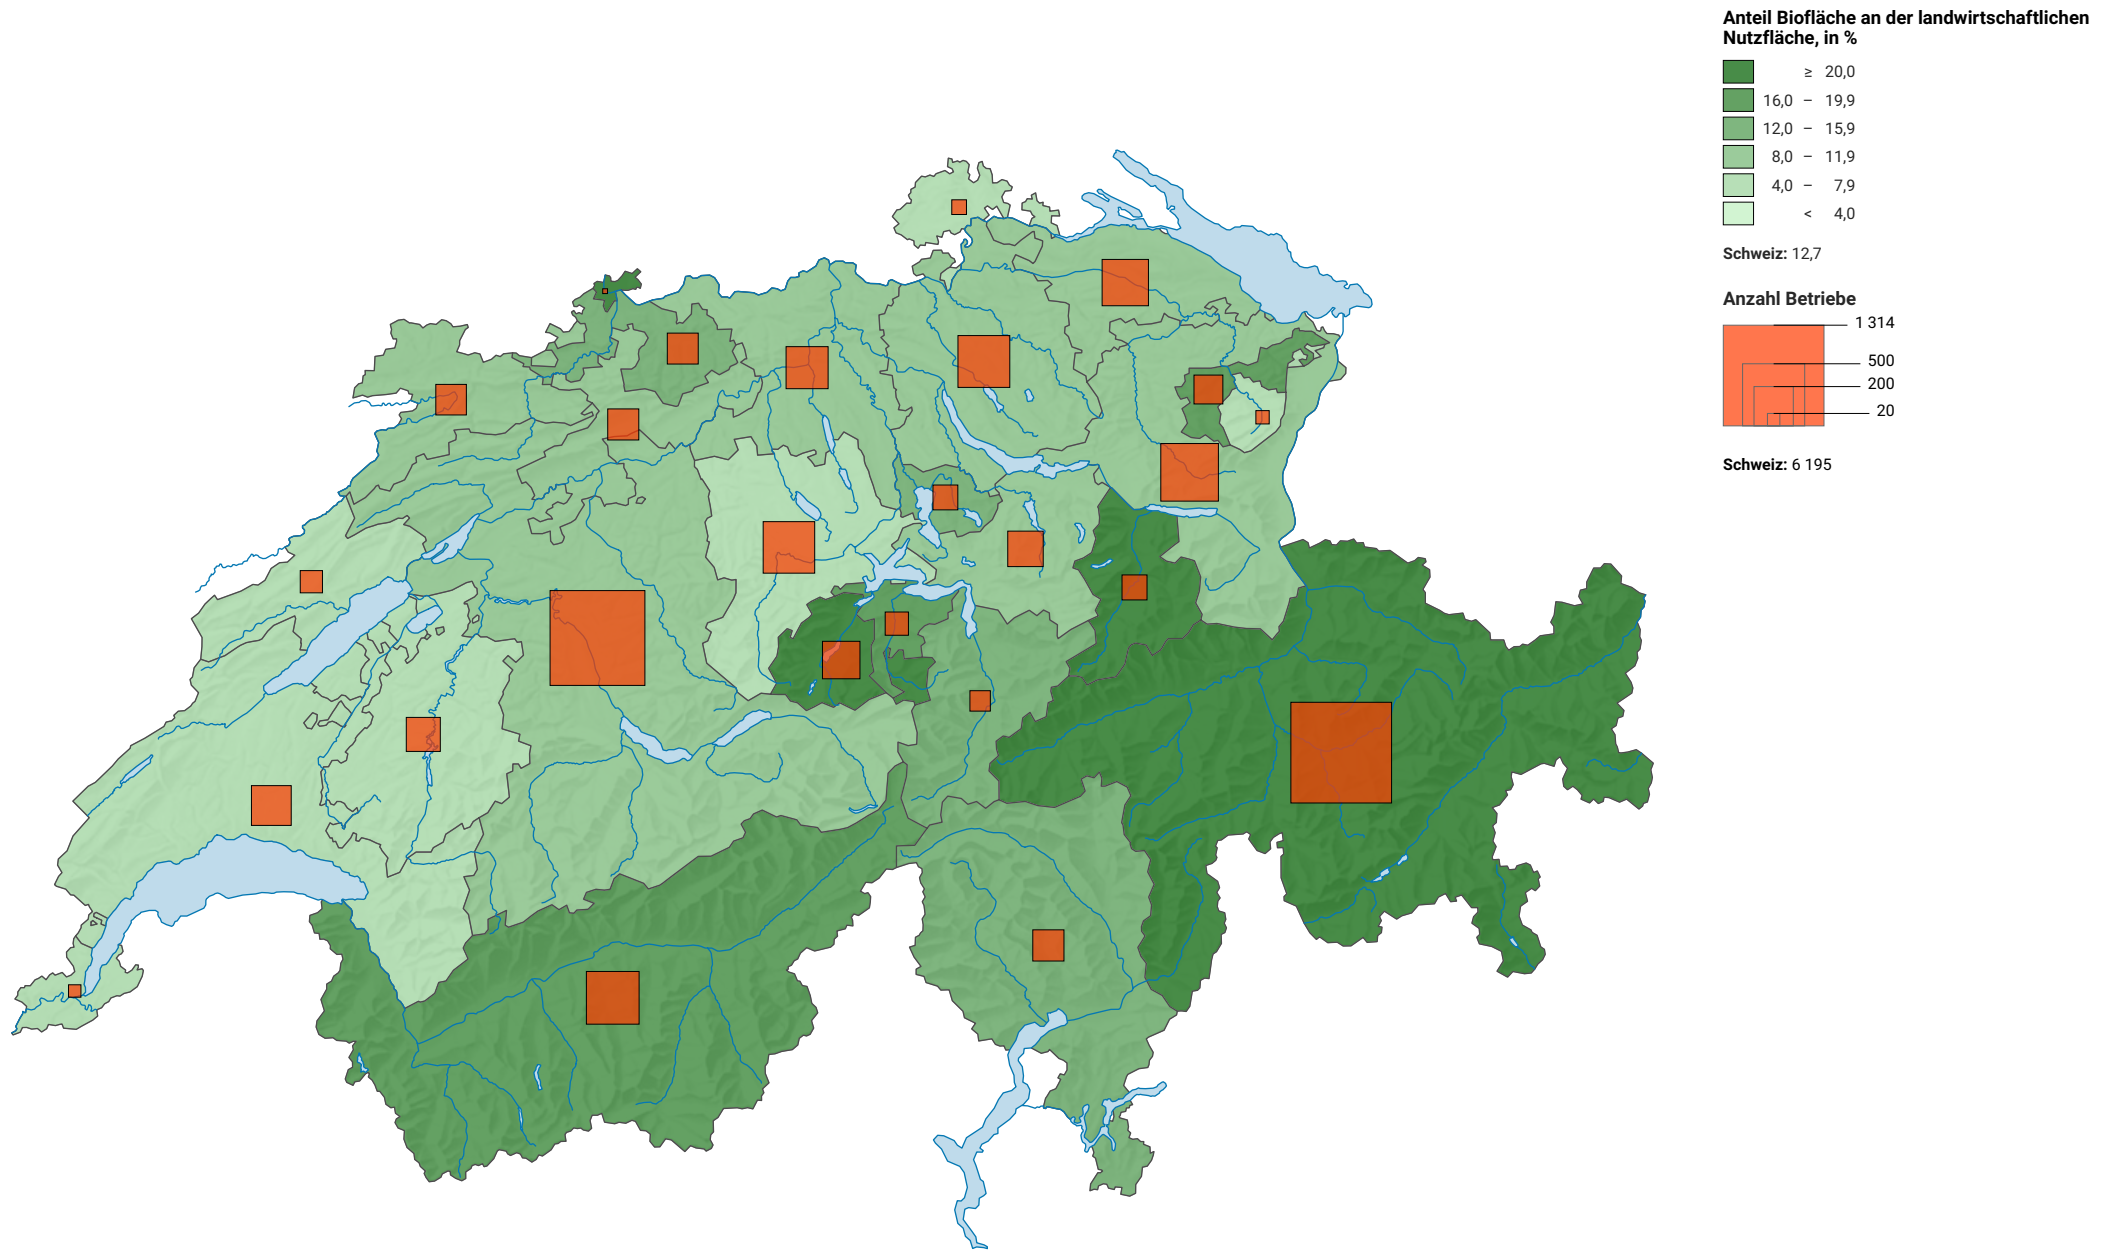 Anteil Biofläche an der landwirtschaftlichen
Nutzfläche, in %
≥ 20,0
16,0 – 19,9
12,0 – 15,9
8,0 – 11,9
4,0 – 7,9
< 4,0
Schweiz: 12,7
Anzahl Betriebe
1 314
500
200
20
Schweiz: 6 195